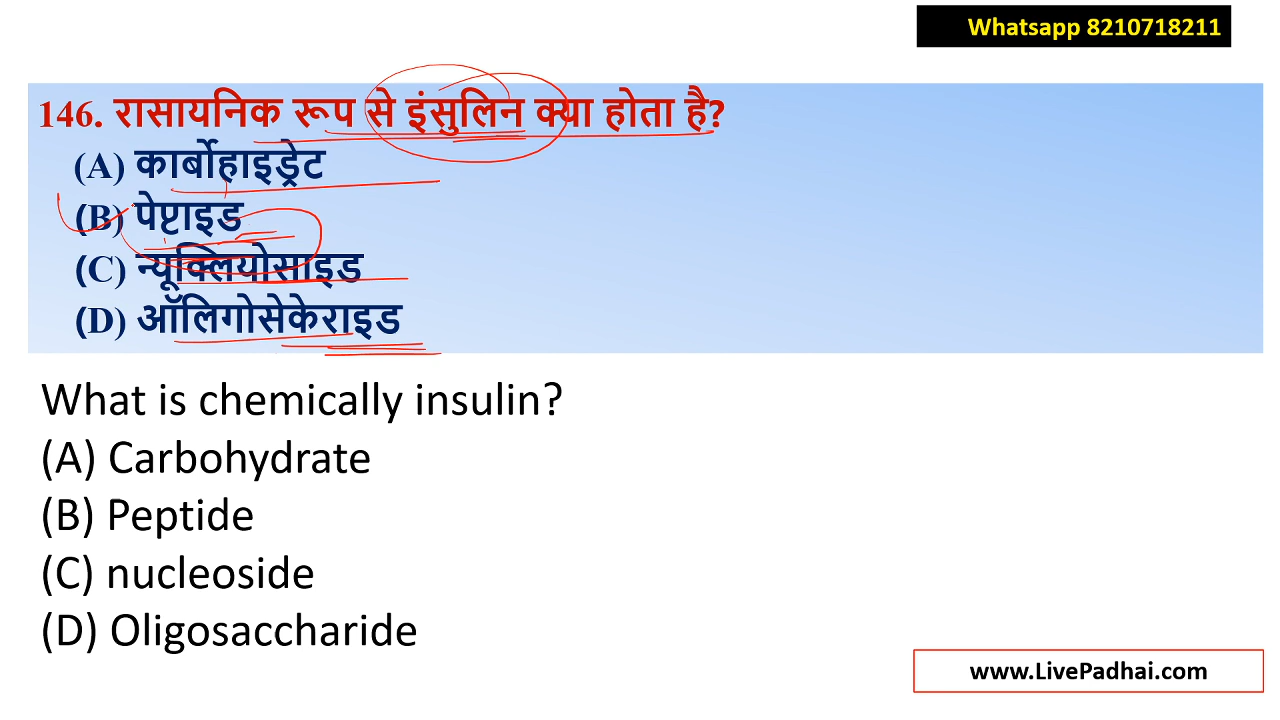 Whatsapp 8210718211
146. रासायनिक रूप से इंसुलिन क्या होता है?
(A) कार्बोहाइड्रेट
(B) पेप्टाइड
(C) न्यूक्लियोसाइड
(D) ऑलिगोसेकेराइड
What is chemically insulin?
(A) Carbohydrate
(B) Peptide
(C) nucleoside
(D) Oligosaccharide
www.LivePadhai.com